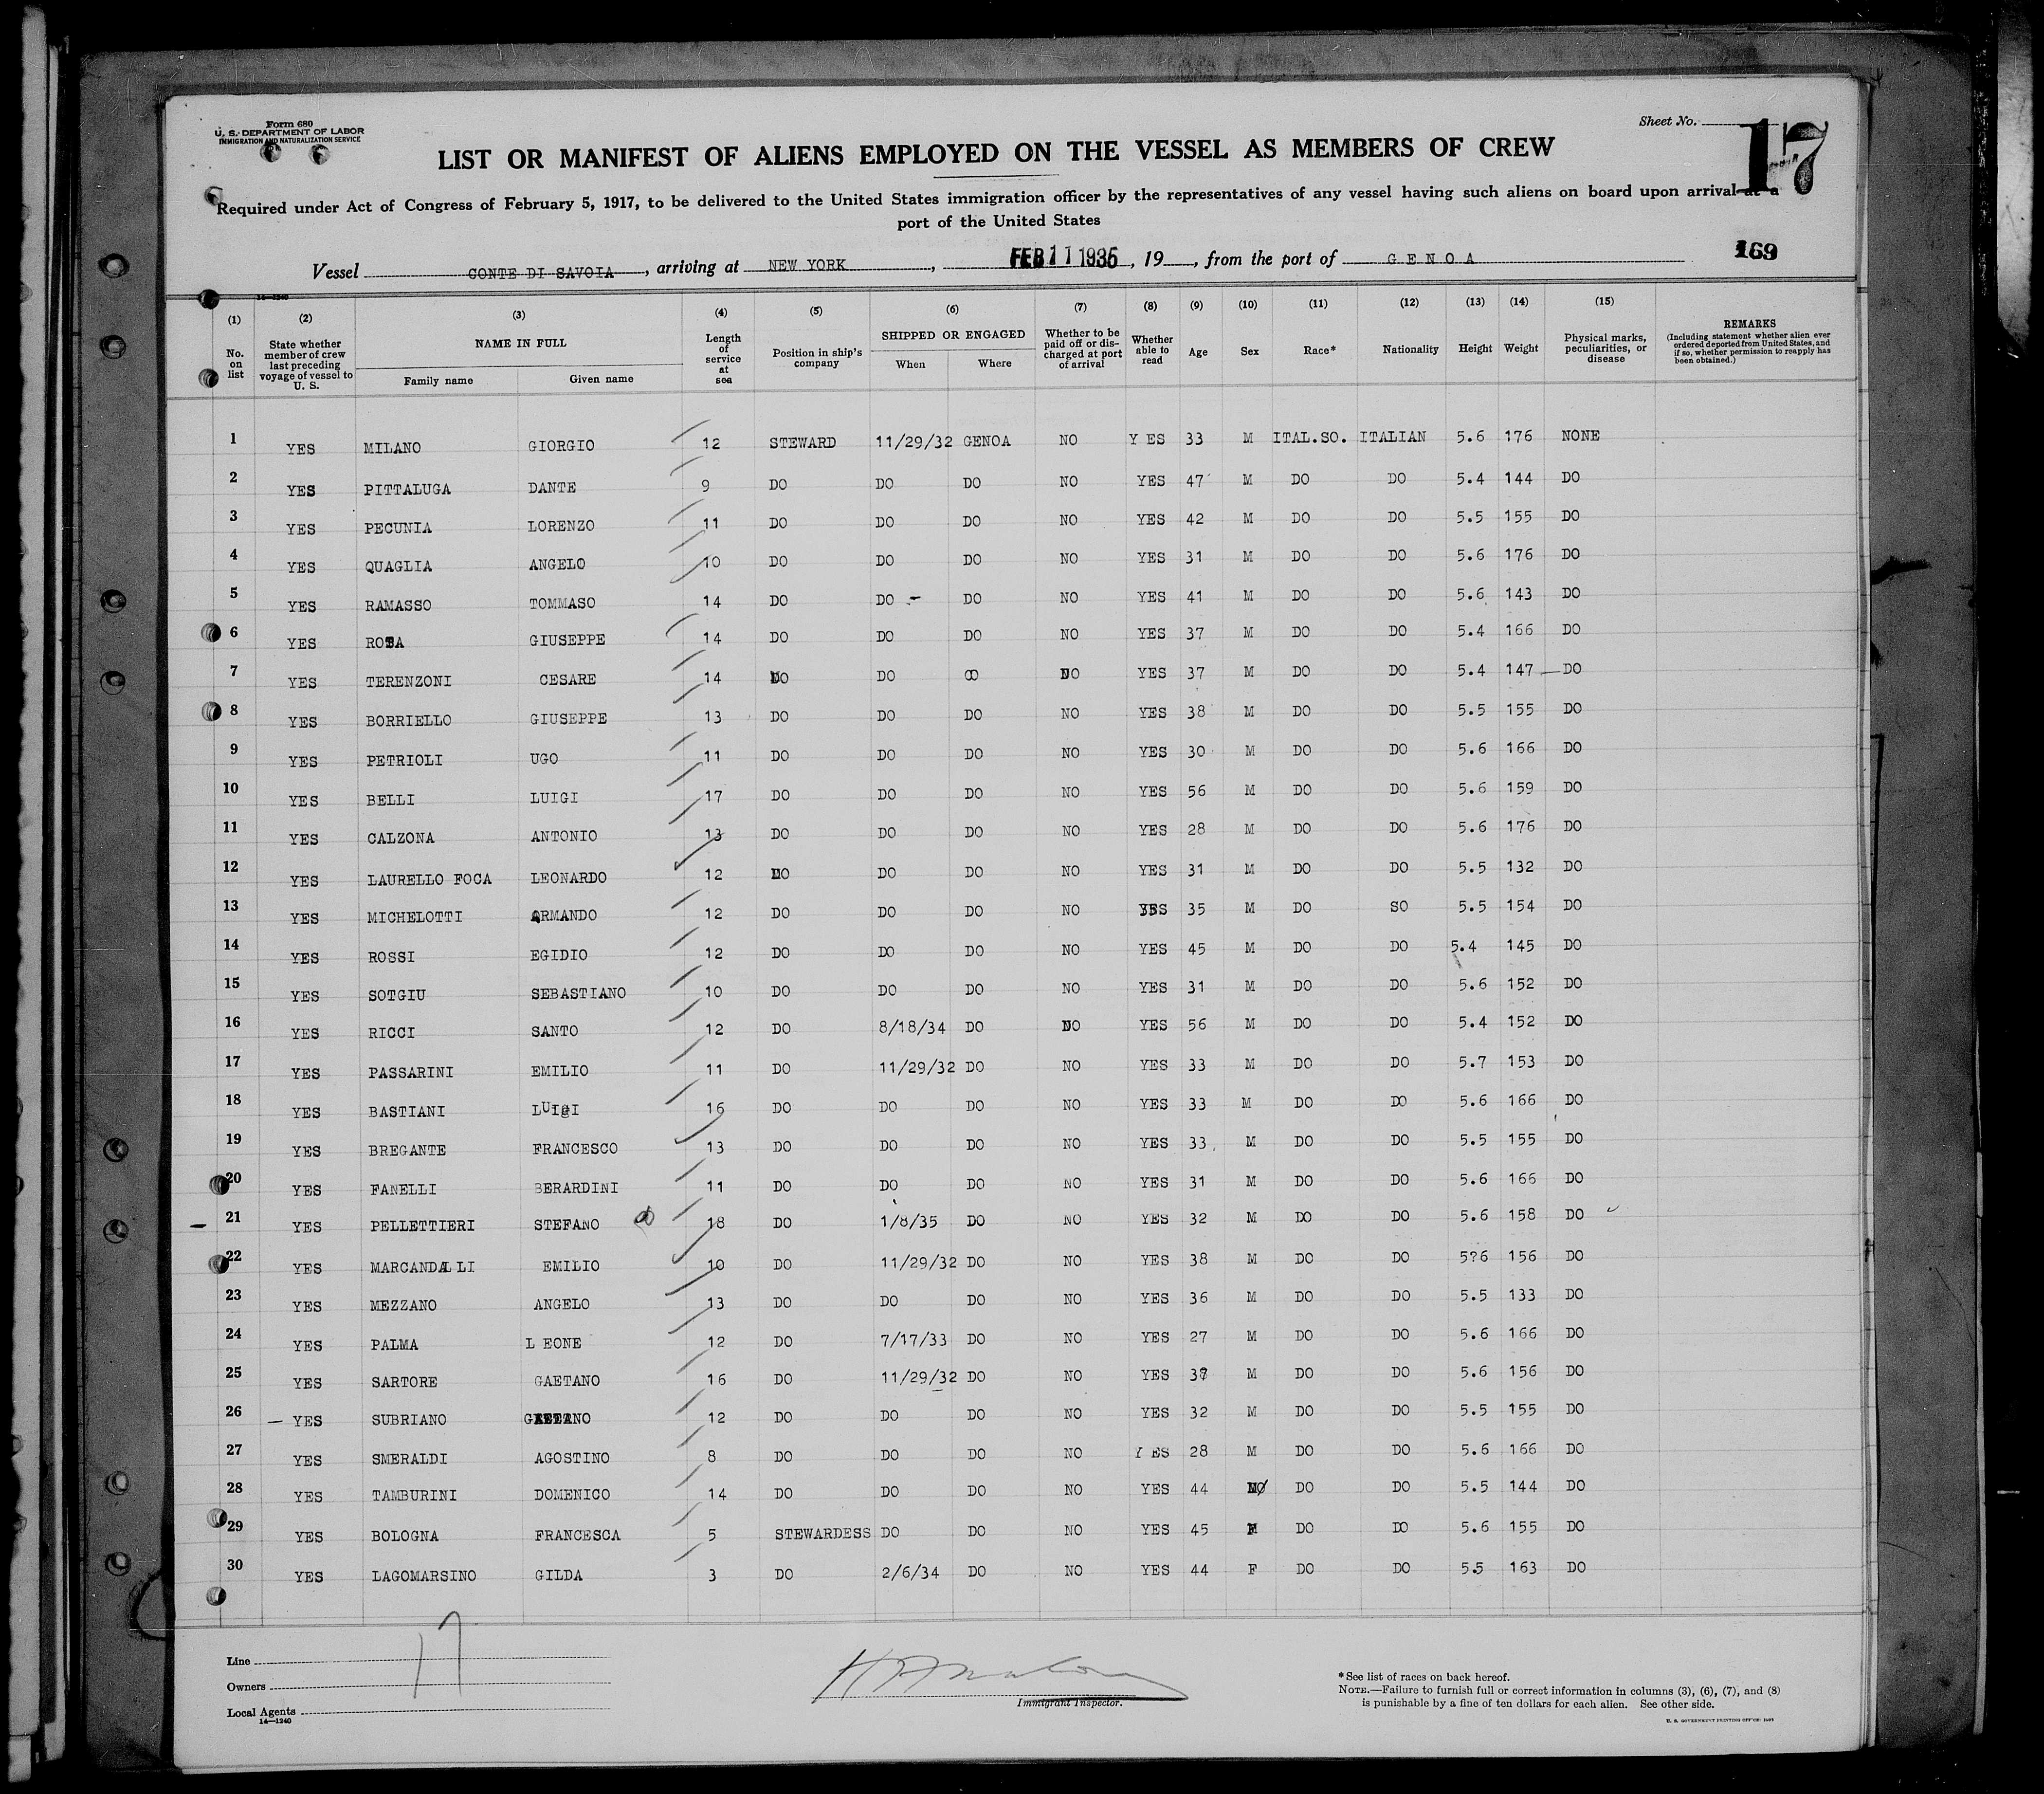 Form 680
U. S. DEPARTMENT OF LABOR
IMMIGRATION AND NATURALIZATION SERVICE
Sheet No. 17
LIST OR MANIFEST OF ALIENS EMPLOYED ON THE VESSEL AS MEMBERS OF CREW
Required under Act of Congress of February 5, 1917, to be delivered to the United States immigration officer by the representatives of any vessel having such aliens on board upon arrival at a
port of the United States
169
Vessel CONTE DI SAVOIA, arriving at NEW YORK, FEB 11 1935, 19, from the port of GENOA
14—1240
(1) (2) (3) (4) (5) (6) (7) (8) (9) (10) (11) (12) (13) (14) (15)
No. on list
State whether member of crew last preceding voyage of vessel to U. S.
NAME IN FULL
Family name
Given name
Length of service at sea
Position in ship's company
SHIPPED OR ENGAGED
When
Where
Whether to be paid off or discharged at port of arrival
Whether able to read
Age
Sex
Race*
Nationality
Height
Weight
Physical marks, peculiarities, or disease
REMARKS
(Including statement whether alien ever ordered deported from United States, and if so, whether permission to reapply has been obtained.)
1 YES MILANO GIORGIO 12 STEWARD 11/29/32 GENOA NO Y ES 33 M ITAL.SO. ITALIAN 5.6 176 NONE
2 YES PITTALUGA DANTE 9 DO DO DO NO YES 47 M DO DO 5.4 144 DO
3 YES PECUNIA LORENZO 11 DO DO DO NO YES 42 M DO DO 5.5 155 DO
4 YES QUAGLIA ANGELO 10 DO DO DO NO YES 31 M DO DO 5.6 176 DO
5 YES RAMASSO TOMMASO 14 DO DO DO NO YES 41 M DO DO 5.6 143 DO
6 YES GIUSEPPE 14 DO DO DO NO YES 37 M DO DO 5.4 166 DO
7 YES TERENZONI CESARE 14 DO DO DO NO YES 37 M DO DO 5.4 147 DO
8 YES BORRIELLO GIUSEPPE 13 DO DO DO NO YES 38 M DO DO 5.5 155 DO
9 YES PETRIOLI UGO 11 DO DO DO NO YES 30 M DO DO 5.6 166 DO
10 YES BELLI LUIGI 17 DO DO DO NO YES 56 M DO DO 5.6 159 DO
11 YES CALZONA ANTONIO 13 DO DO DO NO YES 28 M DO DO 5.6 176 DO
12 YES LAURELLO FOCA LEONARDO 12 DO DO DO NO YES 31 M DO DO 5.5 132 DO
13 YES MICHELOTTI ARMANDO 12 DO DO DO NO YES 35 M DO SO 5.5 154 DO
14 YES ROSSI EGIDIO 12 DO DO DO NO YES 45 M DO DO 5.4 145 DO
15 YES SOTGIU SEBASTIANO 10 DO DO DO NO YES 31 M DO DO 5.6 152 DO
16 YES RICCI SANTO 12 DO 8/18/34 DO NO YES 56 M DO DO 5.4 152 DO
17 YES PASSARINI EMILIO 11 DO 11/29/32 DO NO YES 33 M DO DO 5.7 153 DO
18 YES BASTIANI LUIGI 16 DO DO DO NO YES 33 M DO DO 5.6 166 DO
19 YES BREGANTE FRANCESCO 13 DO DO DO NO YES 33 M DO DO 5.5 155 DO
20 YES FANELLI BERARDINI 11 DO DO DO NO YES 31 M DO DO 5.6 166 DO
21 YES PELLETTIERI STEFANO 18 DO 1/8/35 DO NO YES 32 M DO DO 5.6 158 DO
22 YES MARCANDALLI EMILIO 10 DO 11/29/32 DO NO YES 38 M DO DO 5?6 156 DO
23 YES MEZZANO ANGELO 13 DO DO DO NO YES 36 M DO DO 5.5 133 DO
24 YES PALMA L EONE 12 DO 7/17/33 DO NO YES 27 M DO DO 5.6 166 DO
25 YES SARTORE GAETANO 16 DO 11/29/32 DO NO YES 37 M DO DO 5.6 156 DO
26 YES SUBRIANO 12 DO DO DO NO YES 32 M DO DO 5.5 155 DO
27 YES SMERALDI AGOSTINO 8 DO DO DO NO Y ES 28 M DO DO 5.6 166 DO
28 YES TAMBURINI DOMENICO 14 DO DO DO NO YES 44 M DO DO 5.5 144 DO
29 YES BOLOGNA FRANCESCA 5 STEWARDESS DO DO NO YES 45 F DO DO 5.6 155 DO
30 YES LAGOMARSINO GILDA 3 DO 2/6/34 DO NO YES 44 F DO DO 5.5 163 DO
17
Line
Owners
Local Agents
14—1240
Immigrant Inspector.
*See list of races on back hereof.
NOTE.—Failure to furnish full or correct information in columns (3), (6), (7), and (8)
is punishable by a fine of ten dollars for each alien. See other side.